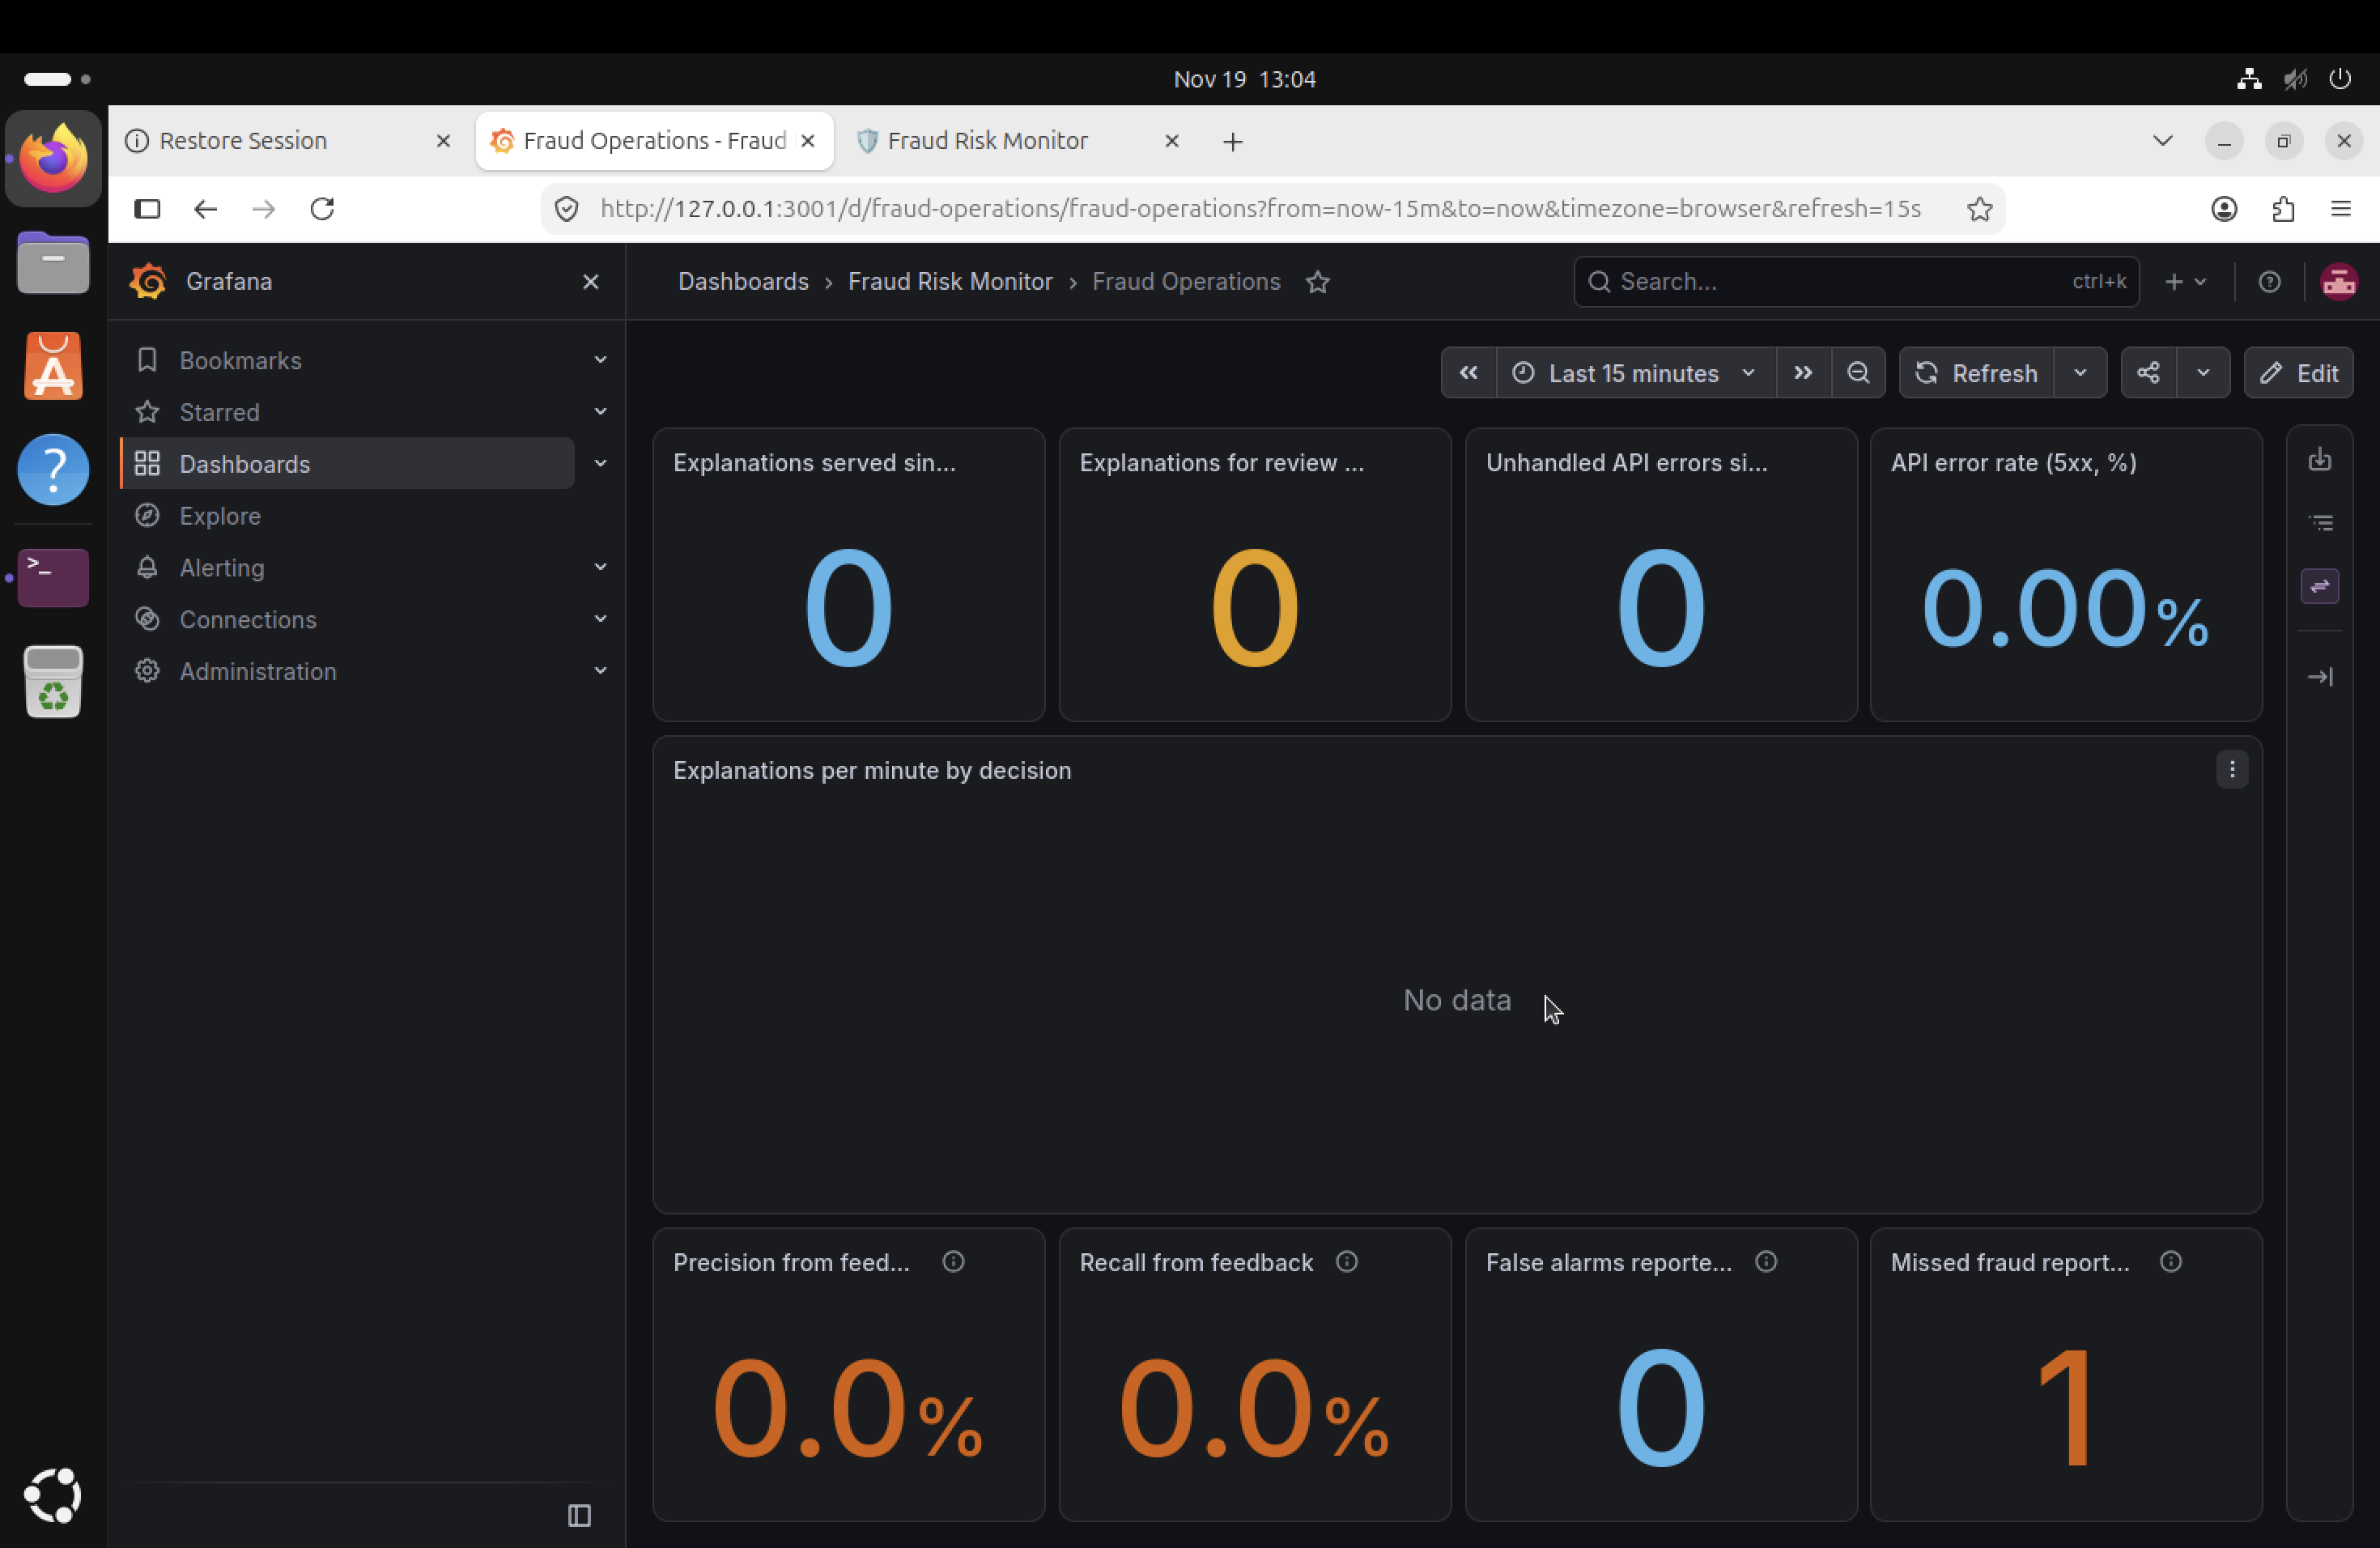 Nov 19 13:04
Restore Session
Fraud Operations - Fraud
Fraud Risk Monitor
http://127.0.0.1:3001/d/fraud-operations/fraud-operations?from=now-15m&to=now&timezone=browser&refresh=15s
Grafana
Dashboards › Fraud Risk Monitor › Fraud Operations
Search...
ctrl+k
Bookmarks
Starred
Dashboards
Explore
Alerting
Connections
Administration
Last 15 minutes
Refresh
Edit
Explanations served sin...
0
Explanations for review ...
0
Unhandled API errors si...
0
API error rate (5xx, %)
0.00%
Explanations per minute by decision
No data
Precision from feed...
0.0%
Recall from feedback
0.0%
False alarms reporte...
0
Missed fraud report...
1